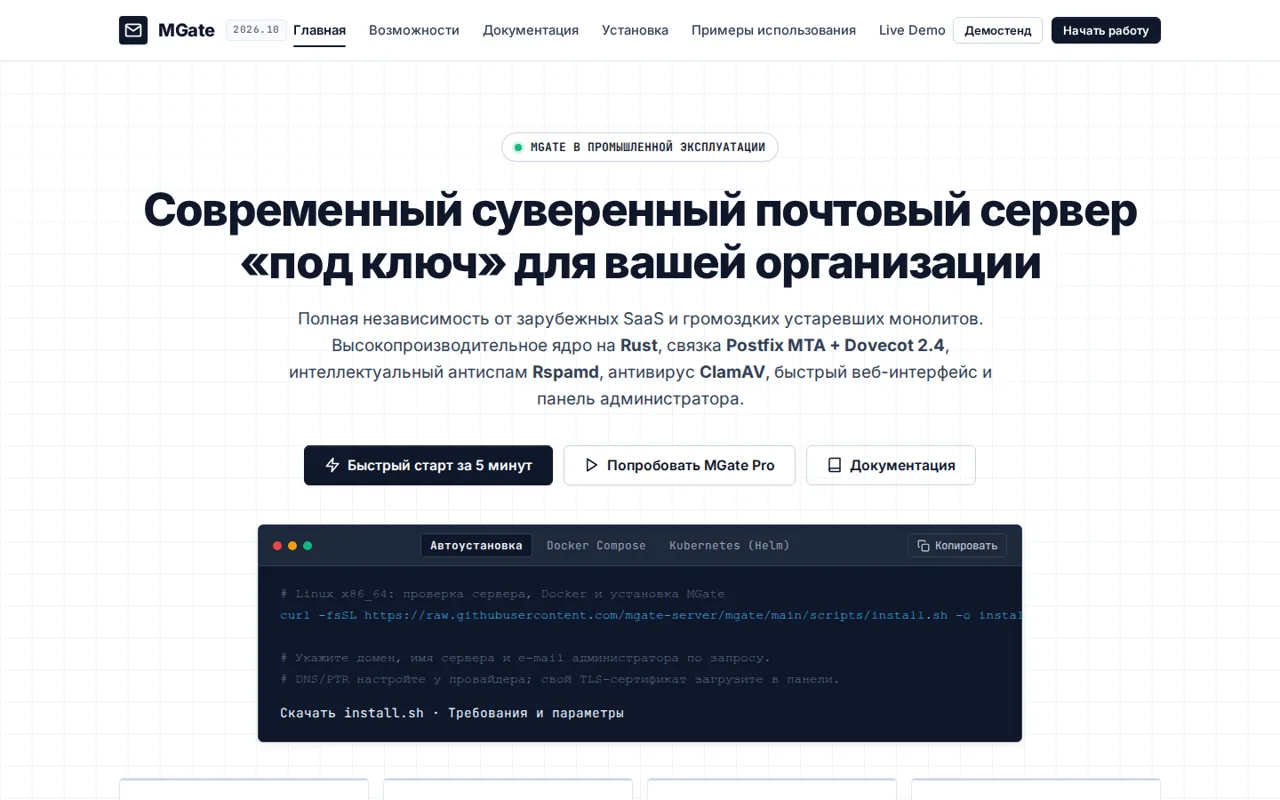 MGate
2026.10
Главная
Возможности
Документация
Установка
Примеры использования
Live Demo
Демостенд
Начать работу
MGATE В ПРОМЫШЛЕННОЙ ЭКСПЛУАТАЦИИ
Современный суверенный почтовый сервер
«под ключ» для вашей организации
Полная независимость от зарубежных SaaS и громоздких устаревших монолитов.
Высокопроизводительное ядро на Rust, связка Postfix MTA + Dovecot 2.4,
интеллектуальный антиспам Rspamd, антивирус ClamAV, быстрый веб-интерфейс и
панель администратора.
Быстрый старт за 5 минут
Попробовать MGate Pro
Документация
Автоустановка
Docker Compose
Kubernetes (Helm)
Копировать
# Linux x86_64: проверка сервера, Docker и установка MGate
curl -fsSL https://raw.githubusercontent.com/mgate-server/mgate/main/scripts/install.sh -o instal
# Укажите домен, имя сервера и e-mail администратора по запросу.
# DNS/PTR настройте у провайдера; свой TLS-сертификат загрузите в панели.
Скачать install.sh · Требования и параметры